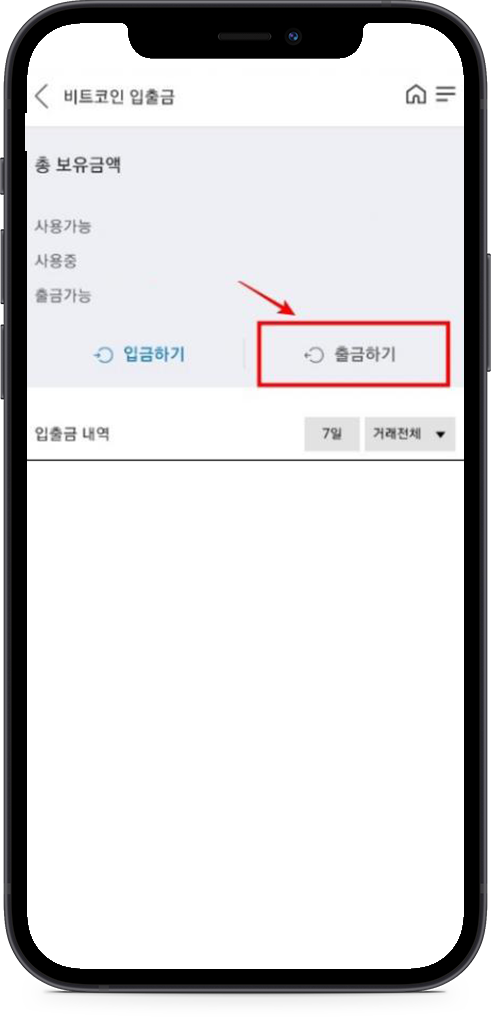 비트코인 입출금
총 보유금액
사용가능
사용중
출금가능
입금하기 출금하기
입출금 내역 7일 거래전체